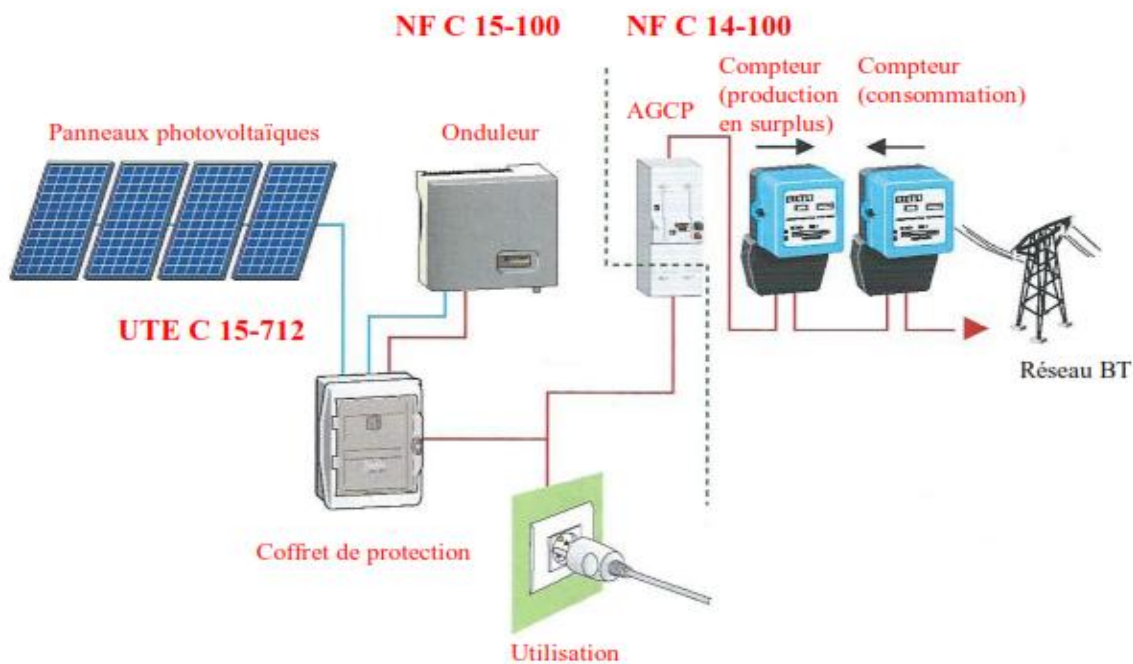 NF C 15-100
NF C 14-100
Compteur
(production
en surplus)
Compteur
(consommation)
AGCP
Panneaux photovoltaïques
Onduleur
UTE C 15-712
Réseau BT
Coffret de protection
Utilisation